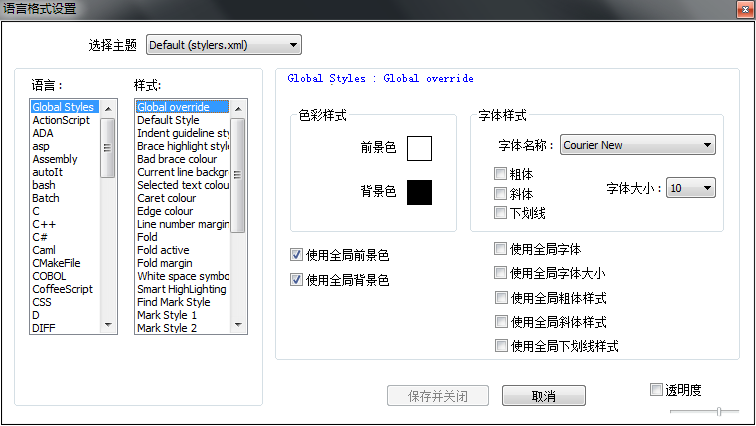 语言格式设置
选择主题 Default (stylers.xml)
语言： 样式:
Global Styles
ActionScript
ADA
asp
Assembly
autoIt
bash
Batch
C
C++
C#
Caml
CMakeFile
COBOL
CoffeeScript
CSS
D
DIFF
Global override
Default Style
Indent guideline sty
Brace highlight style
Bad brace colour
Current line backgro
Selected text colou
Caret colour
Edge colour
Line number margin
Fold
Fold active
Fold margin
White space symbo
Smart HighLighting
Find Mark Style
Mark Style 1
Mark Style 2
Global Styles : Global override
色彩样式
前景色
背景色
使用全局前景色
使用全局背景色
字体样式
字体名称： Courier New
粗体
斜体
下划线
字体大小： 10
使用全局字体
使用全局字体大小
使用全局粗体样式
使用全局斜体样式
使用全局下划线样式
保存并关闭 取消 透明度